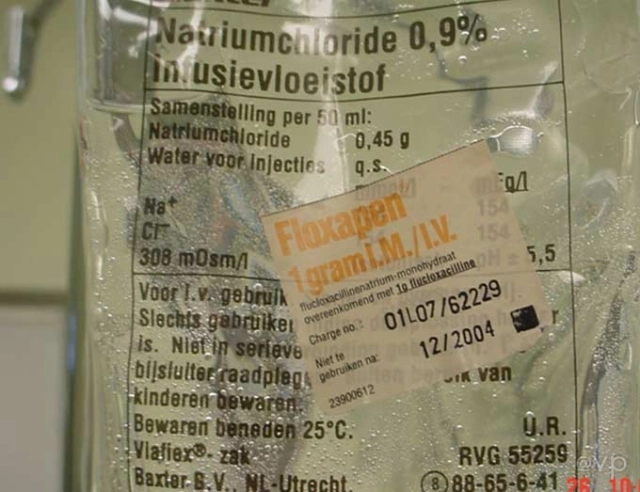 Natriumchloride 0,9%
Infusievloeistof
Samenstelling per 50 ml:
Natriumchloride 0,45 g
Water voor injecties q.s.
mEq/l
Na+ 154
Cl- 154
308 mOsm/l pH ± 5,5
Floxapen
1 gram I.M./I.V.
flucloxacillinenatrium-monohydraat
overeenkomend met 1g flucloxacilline
Charge no.: 01L07/62229
Niet te
gebruiken na: 12/2004
23900612
Voor i.v. gebruik
Slechts gebruiken
is. Niet in serieve
bijsluiter raadpleg van
kinderen bewaren.
Bewaren beneden 25°C. U.R.
Viaflex®- zak RVG 55259
Baxter B.V., NL-Utrecht. 8 88-65-6-41